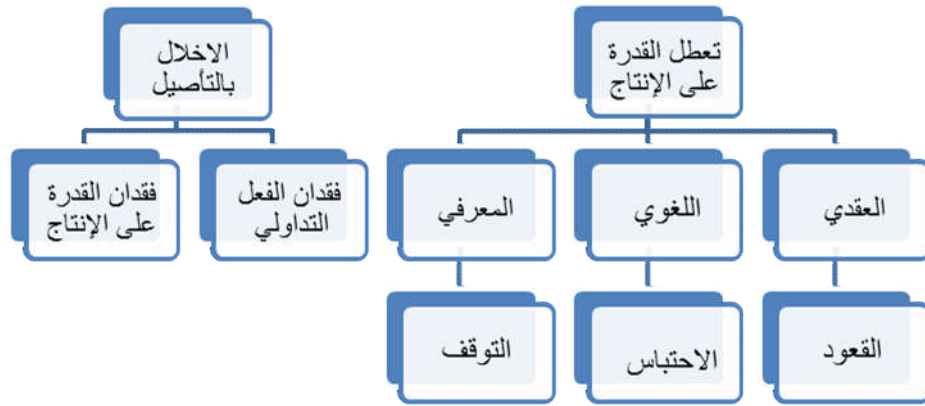 تعطل القدرة
على الإنتاج
العقدي
اللغوي
المعرفي
القعود
الاحتباس
التوقف
الاخلال
بالتأصيل
فقدان الفعل
التداولي
فقدان القدرة
على الإنتاج